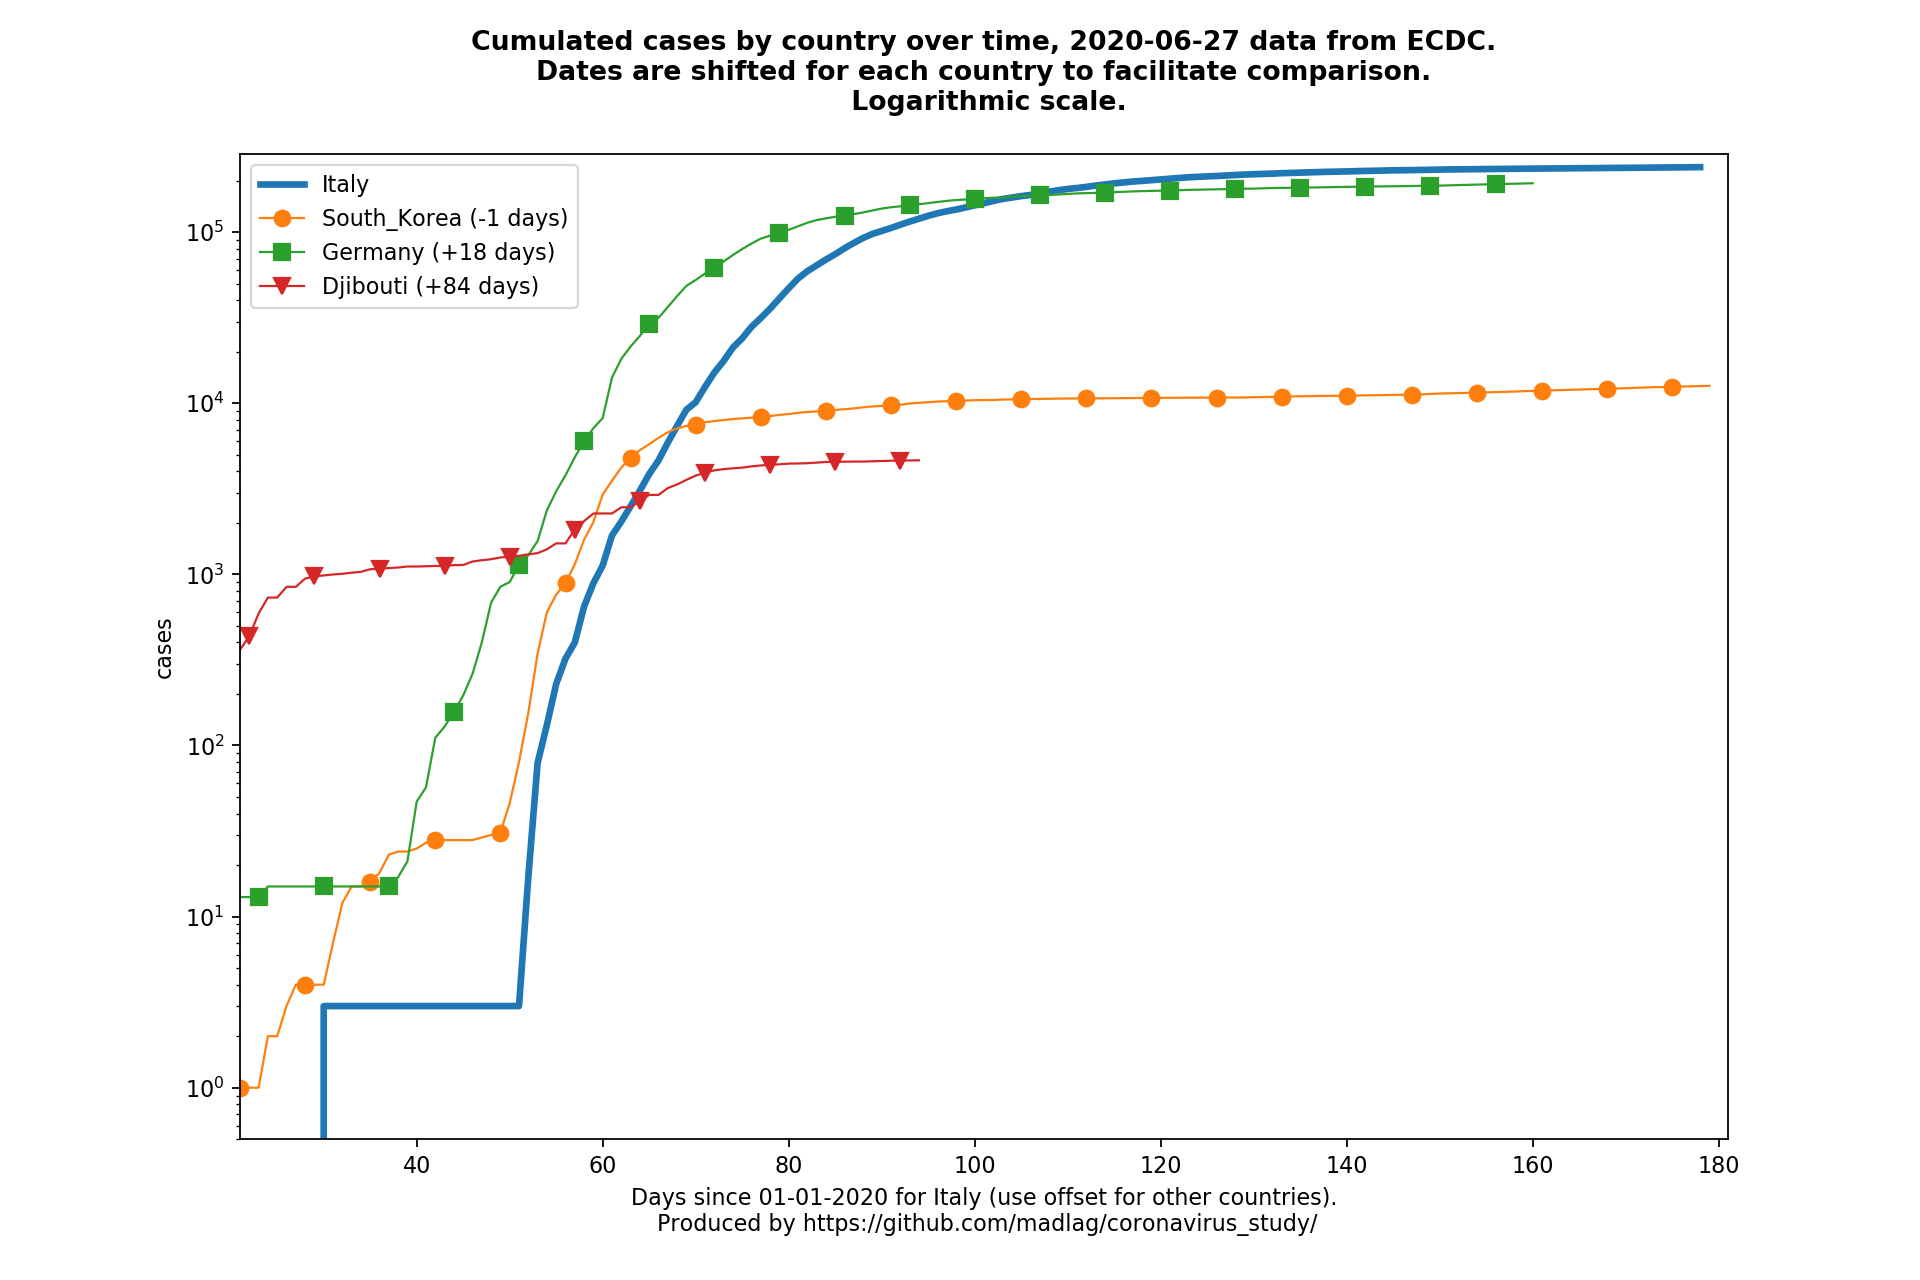 Cumulated cases by country over time, 2020-06-27 data from ECDC.
Dates are shifted for each country to facilitate comparison.
Logarithmic scale.
Italy
South_Korea (-1 days)
Germany (+18 days)
Djibouti (+84 days)
cases
10^5
10^4
10^3
10^2
10^1
10^0
40 60 80 100 120 140 160 180
Days since 01-01-2020 for Italy (use offset for other countries).
Produced by https://github.com/madlag/coronavirus_study/